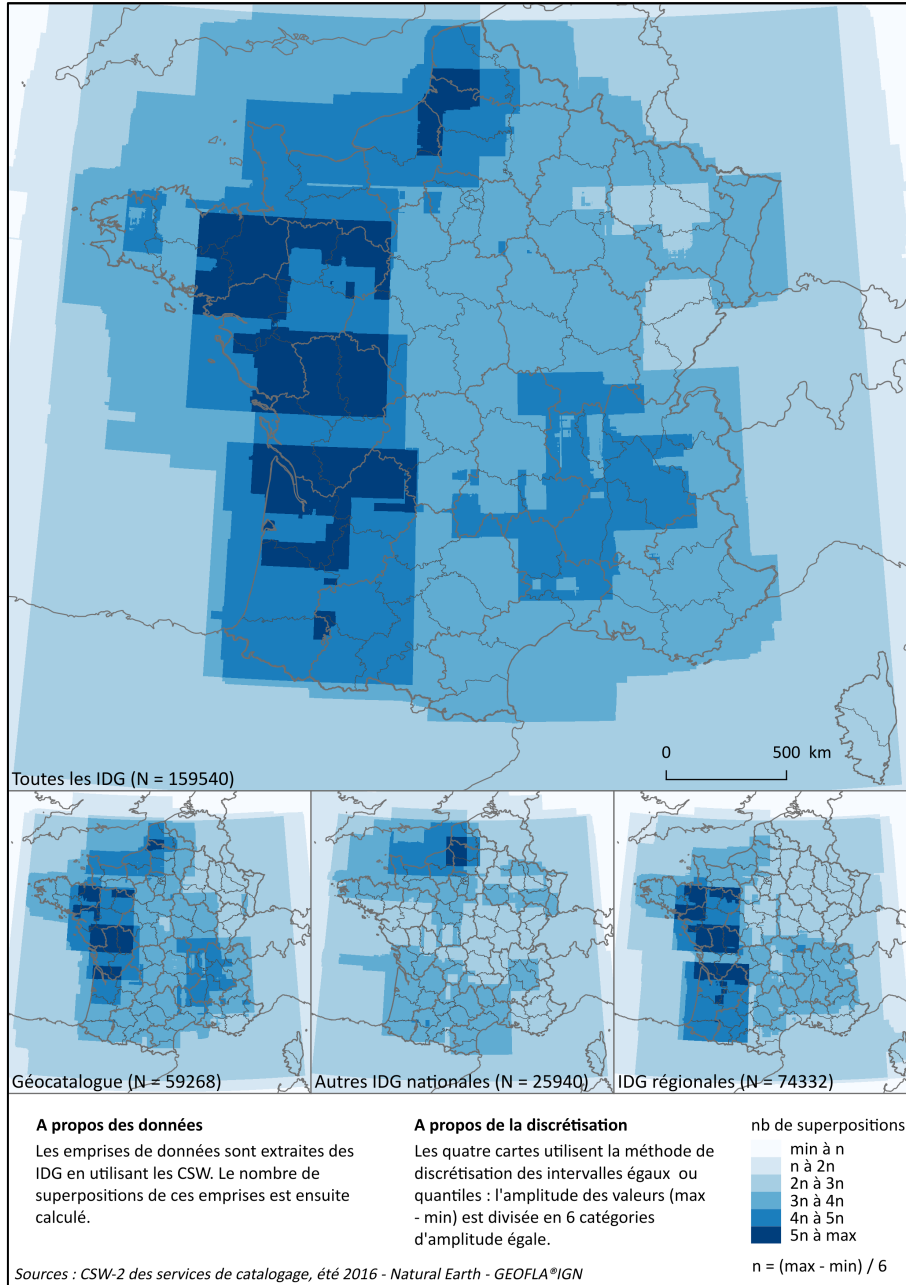 Toutes les IDG (N = 159540)
0 500 km
Géocatalogue (N = 59268)
Autres IDG nationales (N = 25940)
IDG régionales (N = 74332)
A propos des données
Les emprises de données sont extraites des
IDG en utilisant les CSW. Le nombre de
superpositions de ces emprises est ensuite
calculé.
A propos de la discrétisation
Les quatre cartes utilisent la méthode de
discrétisation des intervalles égaux ou
quantiles : l'amplitude des valeurs (max
- min) est divisée en 6 catégories
d'amplitude égale.
nb de superpositions
min à n
n à 2n
2n à 3n
3n à 4n
4n à 5n
5n à max
n = (max - min) / 6
Sources : CSW-2 des services de catalogage, été 2016 - Natural Earth - GEOFLA®IGN